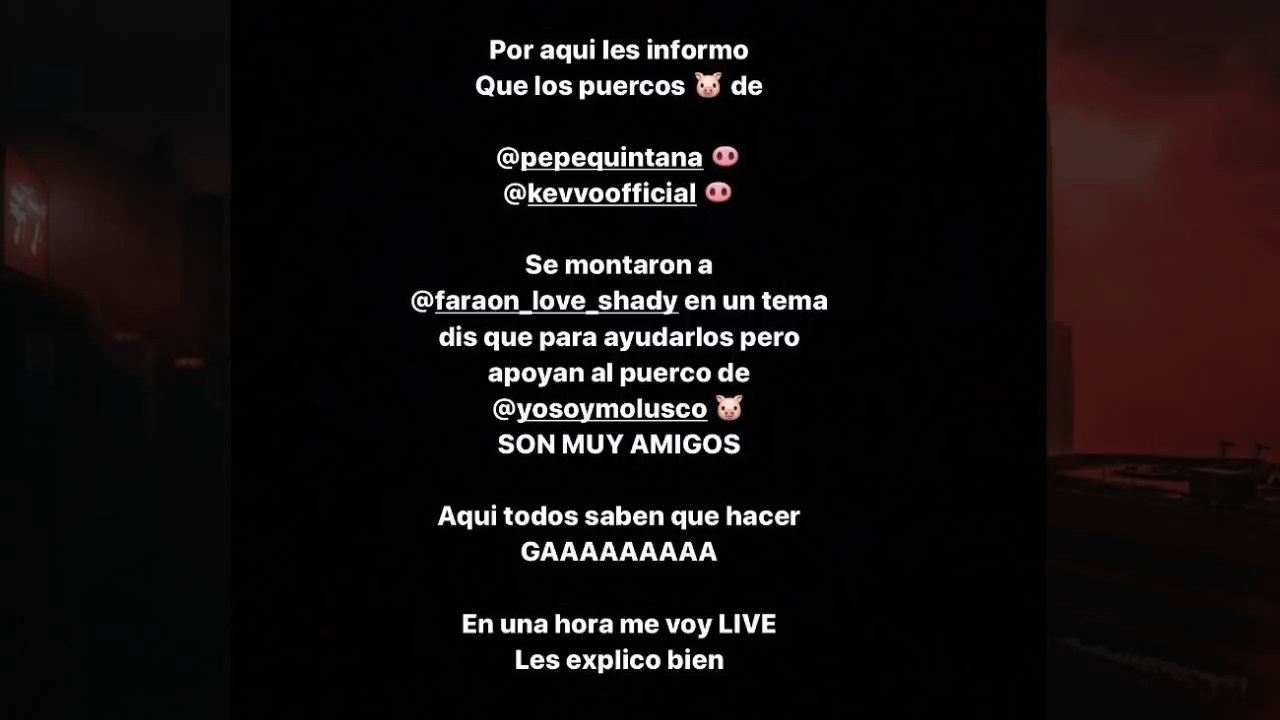 Por aqui les informo
Que los puercos 🐷 de
@pepequintana 🐽
@kevvoofficial 🐽
Se montaron a
@faraon_love_shady en un tema
dis que para ayudarlos pero
apoyan al puerco de
@yosoymolusco 🐷
SON MUY AMIGOS
Aqui todos saben que hacer
GAAAAAAAAA
En una hora me voy LIVE
Les explico bien